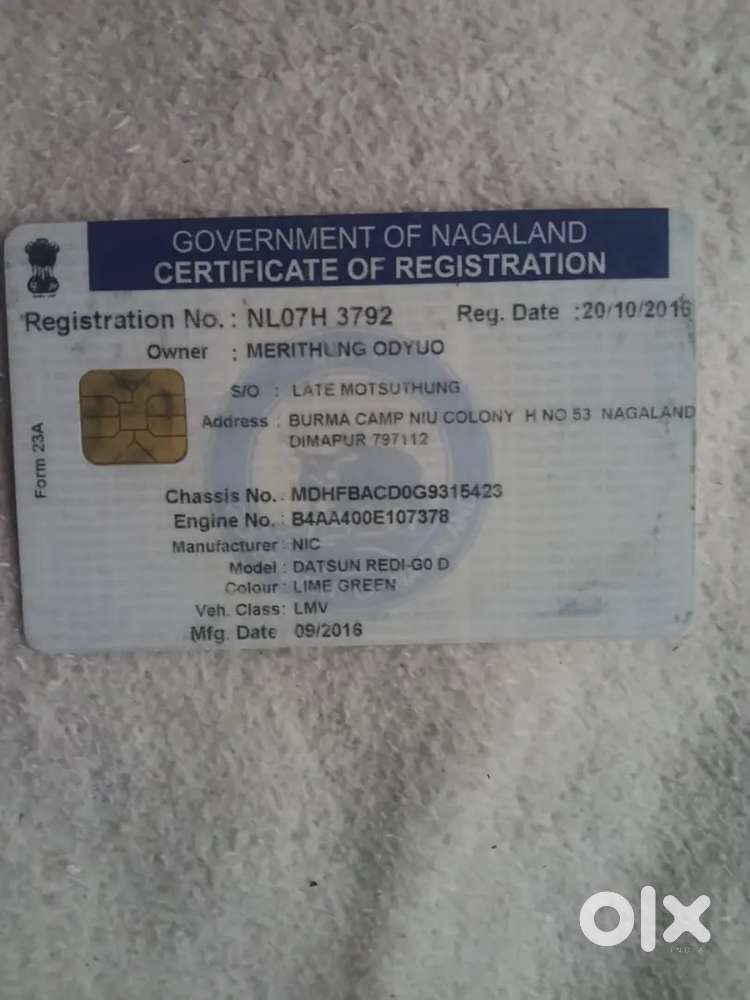 GOVERNMENT OF NAGALAND
CERTIFICATE OF REGISTRATION
Registration No. : NL07H 3792 Reg. Date :20/10/2016
Owner : MERITHUNG ODYUO
S/O : LATE MOTSUTHUNG
Address : BURMA CAMP NIU COLONY H NO 53 NAGALAND
DIMAPUR 797112
Form 23A
Chassis No. : MDHFBACD0G9315423
Engine No. : B4AA400E107378
Manufacturer : NIC
Model : DATSUN REDI-G0 D
Colour : LIME GREEN
Veh. Class: LMV
Mfg. Date 09/2016
olx
INDIA